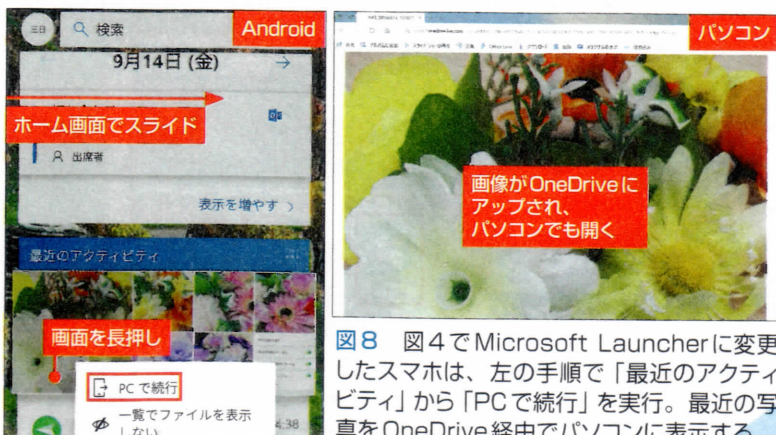 三日
検索
Android
9月14日 (金)
ホーム画面でスライド
出席者
表示を増やす
最近のアクティビティ
画面を長押し
PC で続行
一覧でファイルを表示
しない
4:38
パソコン
画像がOneDriveに
アップされ、
パソコンでも開く
図8 図4でMicrosoft Launcherに変更
したスマホは、左の手順で「最近のアクティ
ビティ」から「PCで続行」を実行。最近の写
真をOneDrive経由でパソコンに表示する